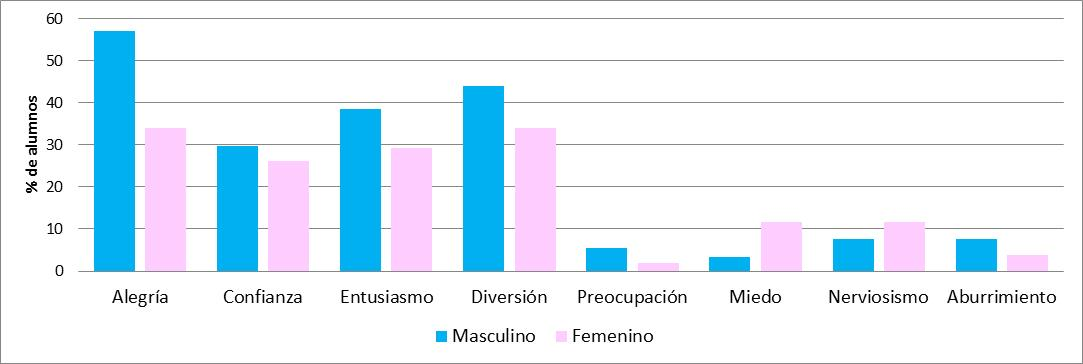 60
50
40
30
20
10
0
% de alumnos
Alegría Confianza Entusiasmo Diversión Preocupación Miedo Nerviosismo Aburrimiento
Masculino Femenino